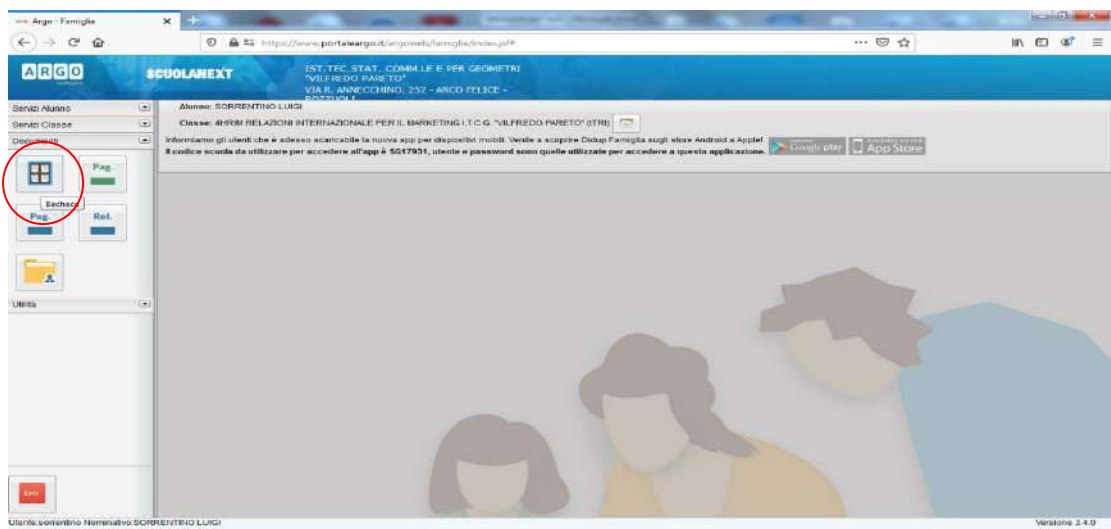 Argo - Famiglia
https://www.portaleargo.it/argoweb/famiglia/index.jsf#
ARGO
SCUOLANEXT
IST.TEC.STAT. COMM.LE E PER GEOMETRI
"VILFREDO PARETO"
VIA R. ANNECCHINO, 252 - ARCO FELICE -
POZZUOLI
Servizi Alunno
Servizi Classe
Documenti
Alunno: SORRENTINO LUIGI
Classe: 4HRIM RELAZIONI INTERNAZIONALE PER IL MARKETING I.T.C.G. "VILFREDO PARETO" (ITRI)
Informiamo gli utenti che è adesso scaricabile la nuova app per dispositivi mobili. Venite a scoprire Didup Famiglia sugli store Android a Apple!
Il codice scuola da utilizzare per accedere all'app è SG17931, utente e password sono quelle utilizzate per accedere a questa applicazione.
Google play
App Store
Pag.
Bacheca
Pag.
Rel.
Utilità
Esci
Utente:sorrentino Nominativo:SORRENTINO LUIGI
Versione 3.4.0